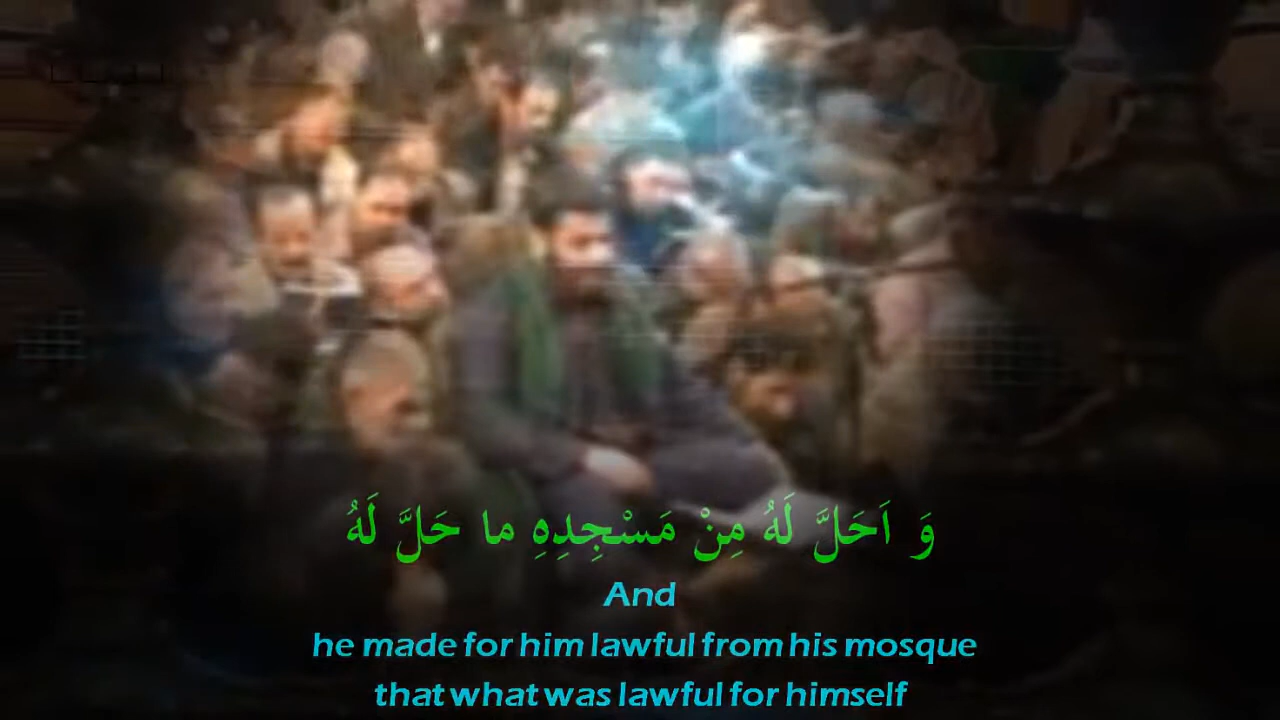 وَ اَحَلَّ لَهُ مِنْ مَسْجِدِهِ ما حَلَّ لَهُ
And
he made for him lawful from his mosque
that what was lawful for himself